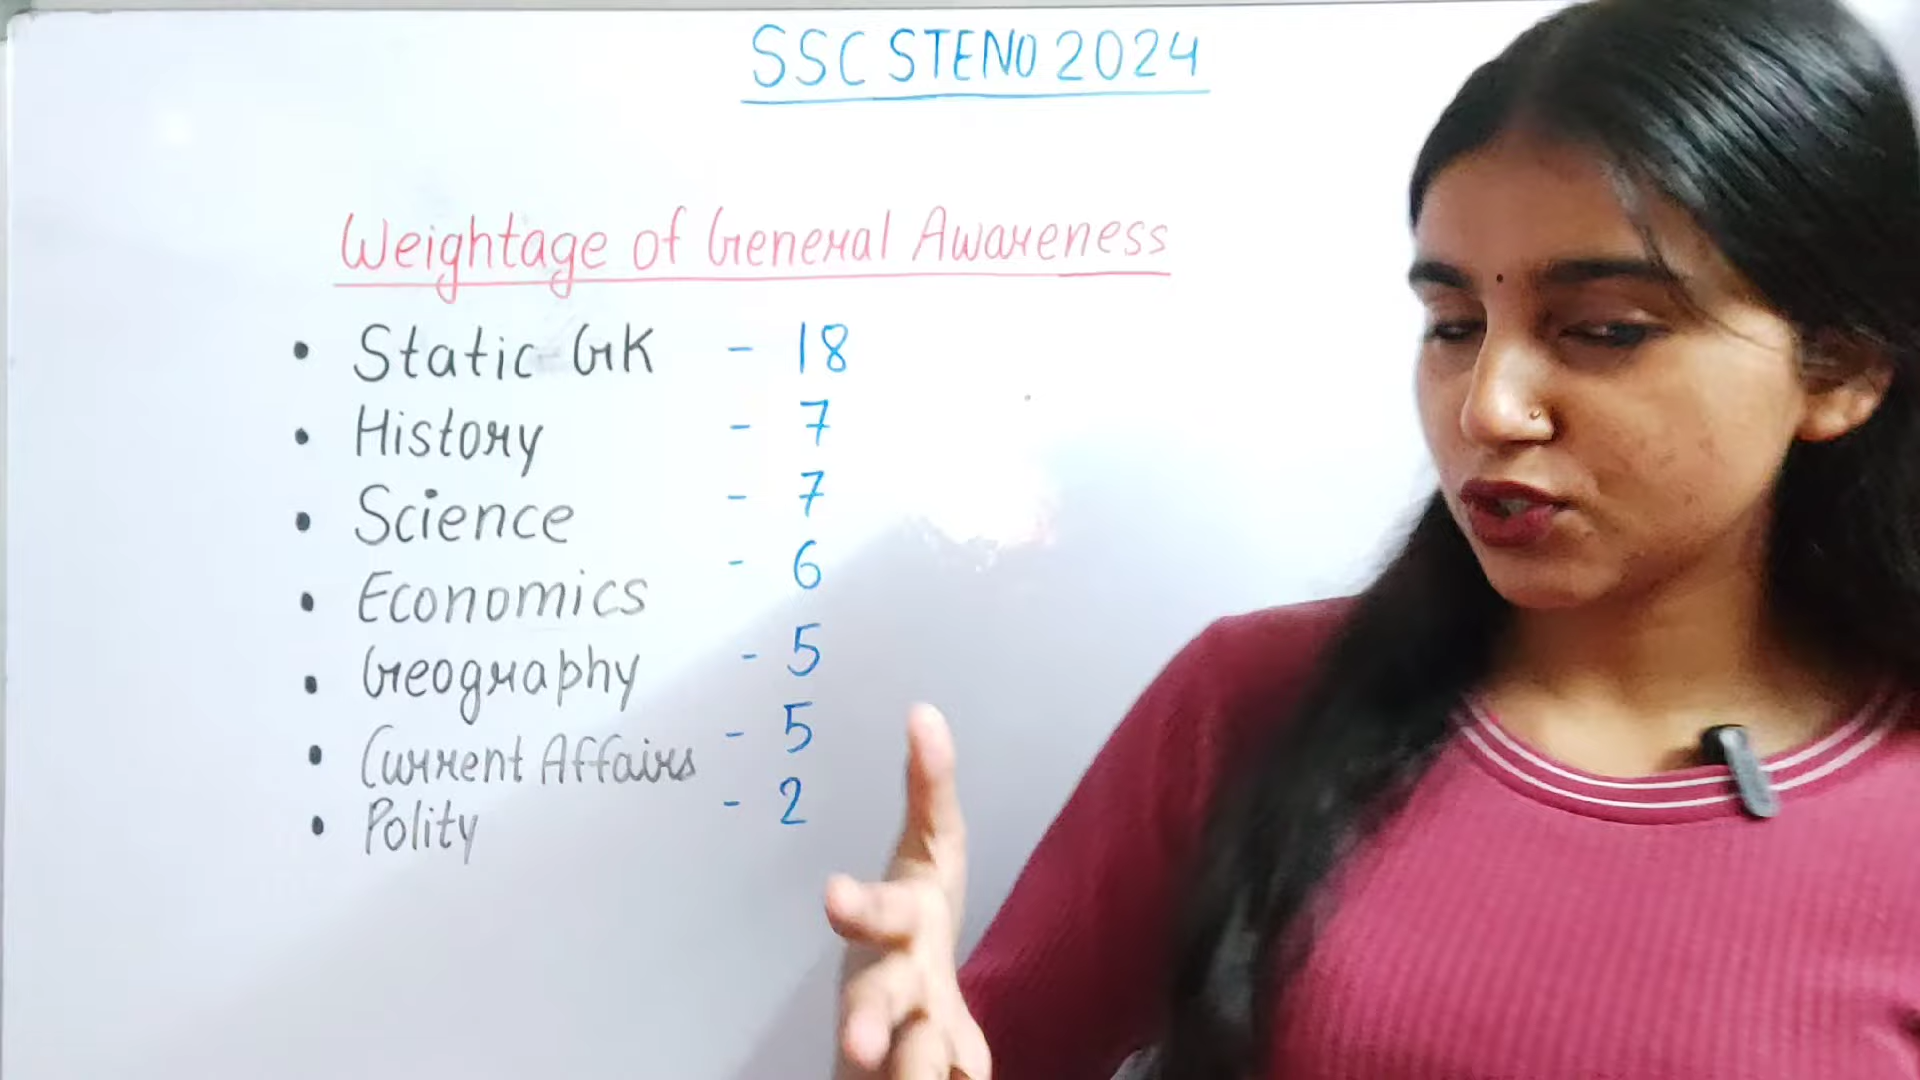 SSC STENO 2024
Weightage of General Awareness
• Static GK - 18
• History - 7
• Science - 7
• Economics - 6
• Geography - 5
• Current Affairs - 5
• Polity - 2